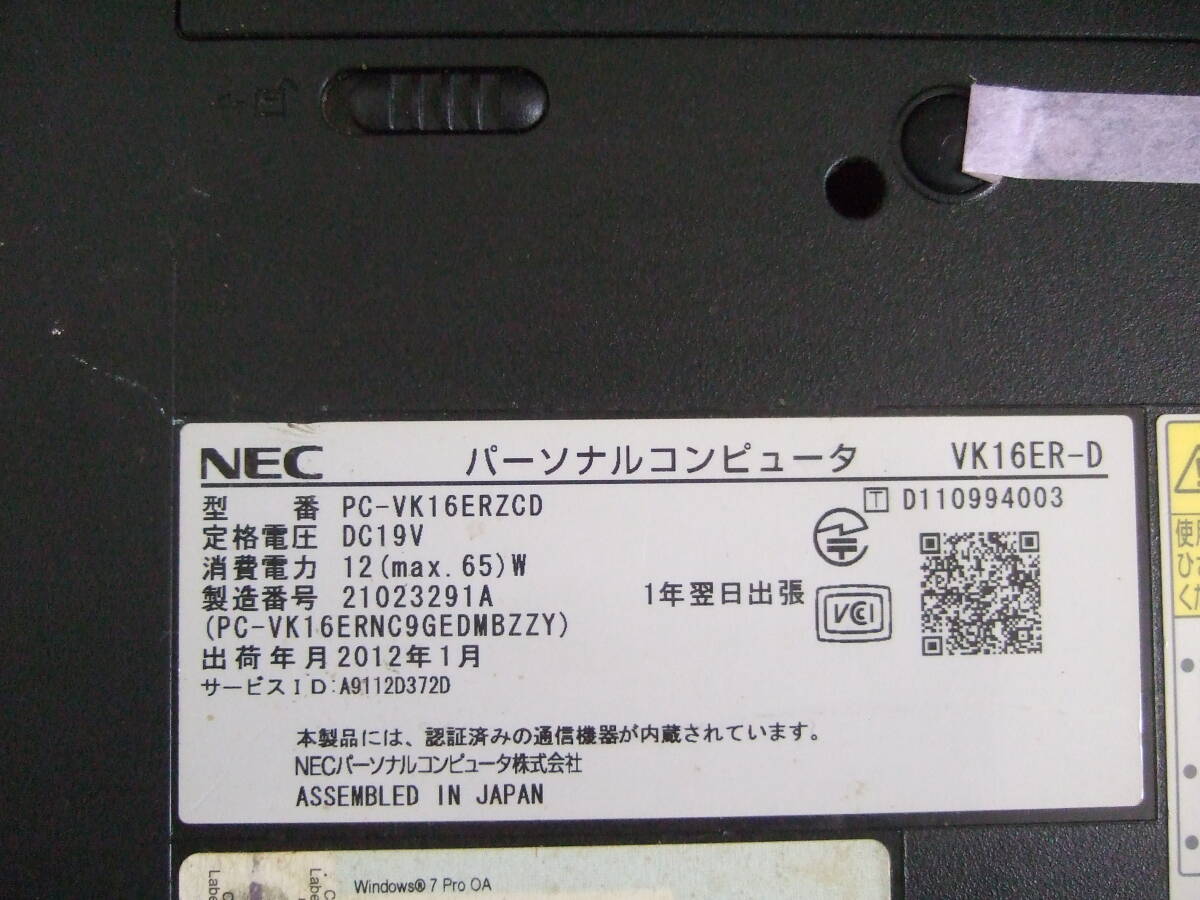 NEC パーソナルコンピュータ VK16ER-D
型 番 PC-VK16ERZCD
T D110994003
定格電圧 DC19V
消費電力 12(max.65)W
製造番号 21023291A
1年翌日出張
VCI
(PC-VK16ERNC9GEDMBZZY)
出荷年月 2012年1月
サービスID:A9112D372D
本製品には、認証済みの通信機器が内蔵されています。
NECパーソナルコンピュータ株式会社
ASSEMBLED IN JAPAN
Windows® 7 Pro OA